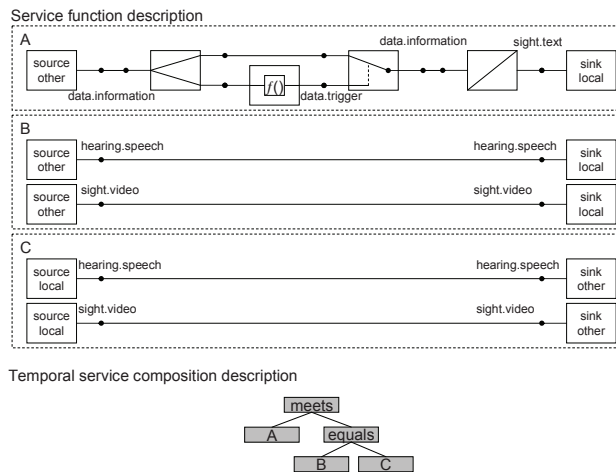 Service function description
A
data.information
sight.text
source
other
f()
sink
local
data.information
data.trigger
B
source
other
hearing.speech
hearing.speech
sink
local
source
other
sight.video
sight.video
sink
local
C
source
local
hearing.speech
hearing.speech
sink
other
source
local
sight.video
sight.video
sink
other
Temporal service composition description
meets
A
equals
B
C